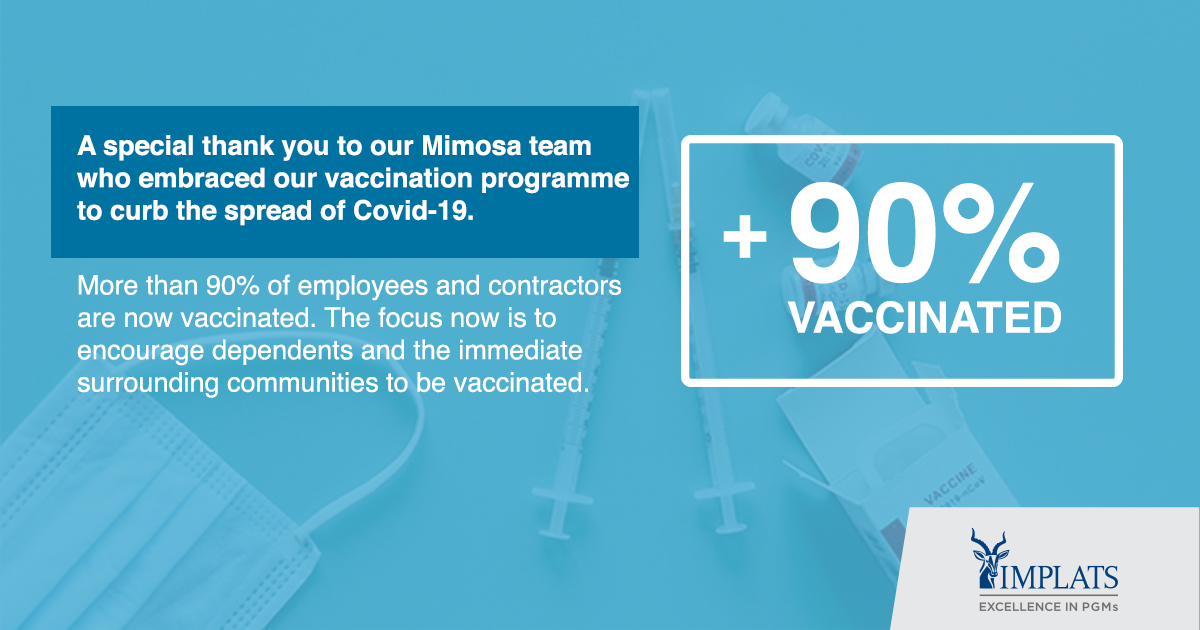 A special thank you to our Mimosa team
who embraced our vaccination programme
to curb the spread of Covid-19.
More than 90% of employees and contractors
are now vaccinated. The focus now is to
encourage dependents and the immediate
surrounding communities to be vaccinated.
+ 90%
VACCINATED
VACCINE
IMPLATS
EXCELLENCE IN PGMs